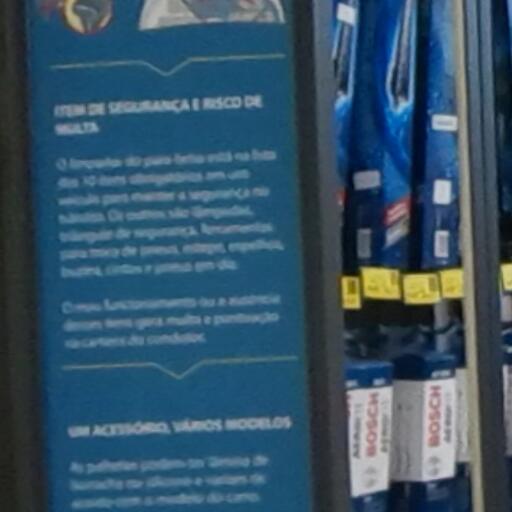 ITEM DE SEGURANÇA E RISCO DE
MULTA
O limpador do para-brisa está na lista
dos 10 itens obrigatórios em um
veículo para manter a segurança no
trânsito. Os outros são lâmpadas,
triângulo de segurança, ferramentas
para troca de pneus, estepe, espelhos,
buzina, cintos e pneus em dia.
O mau funcionamento ou a ausência
desses itens gera multa e pontuação
na carteira do condutor.
UM ACESSÓRIO, VÁRIOS MODELOS
As palhetas podem ter lâmina de
borracha ou silicone e variam de
acordo com o modelo do carro.
BOSCH
BOSCH